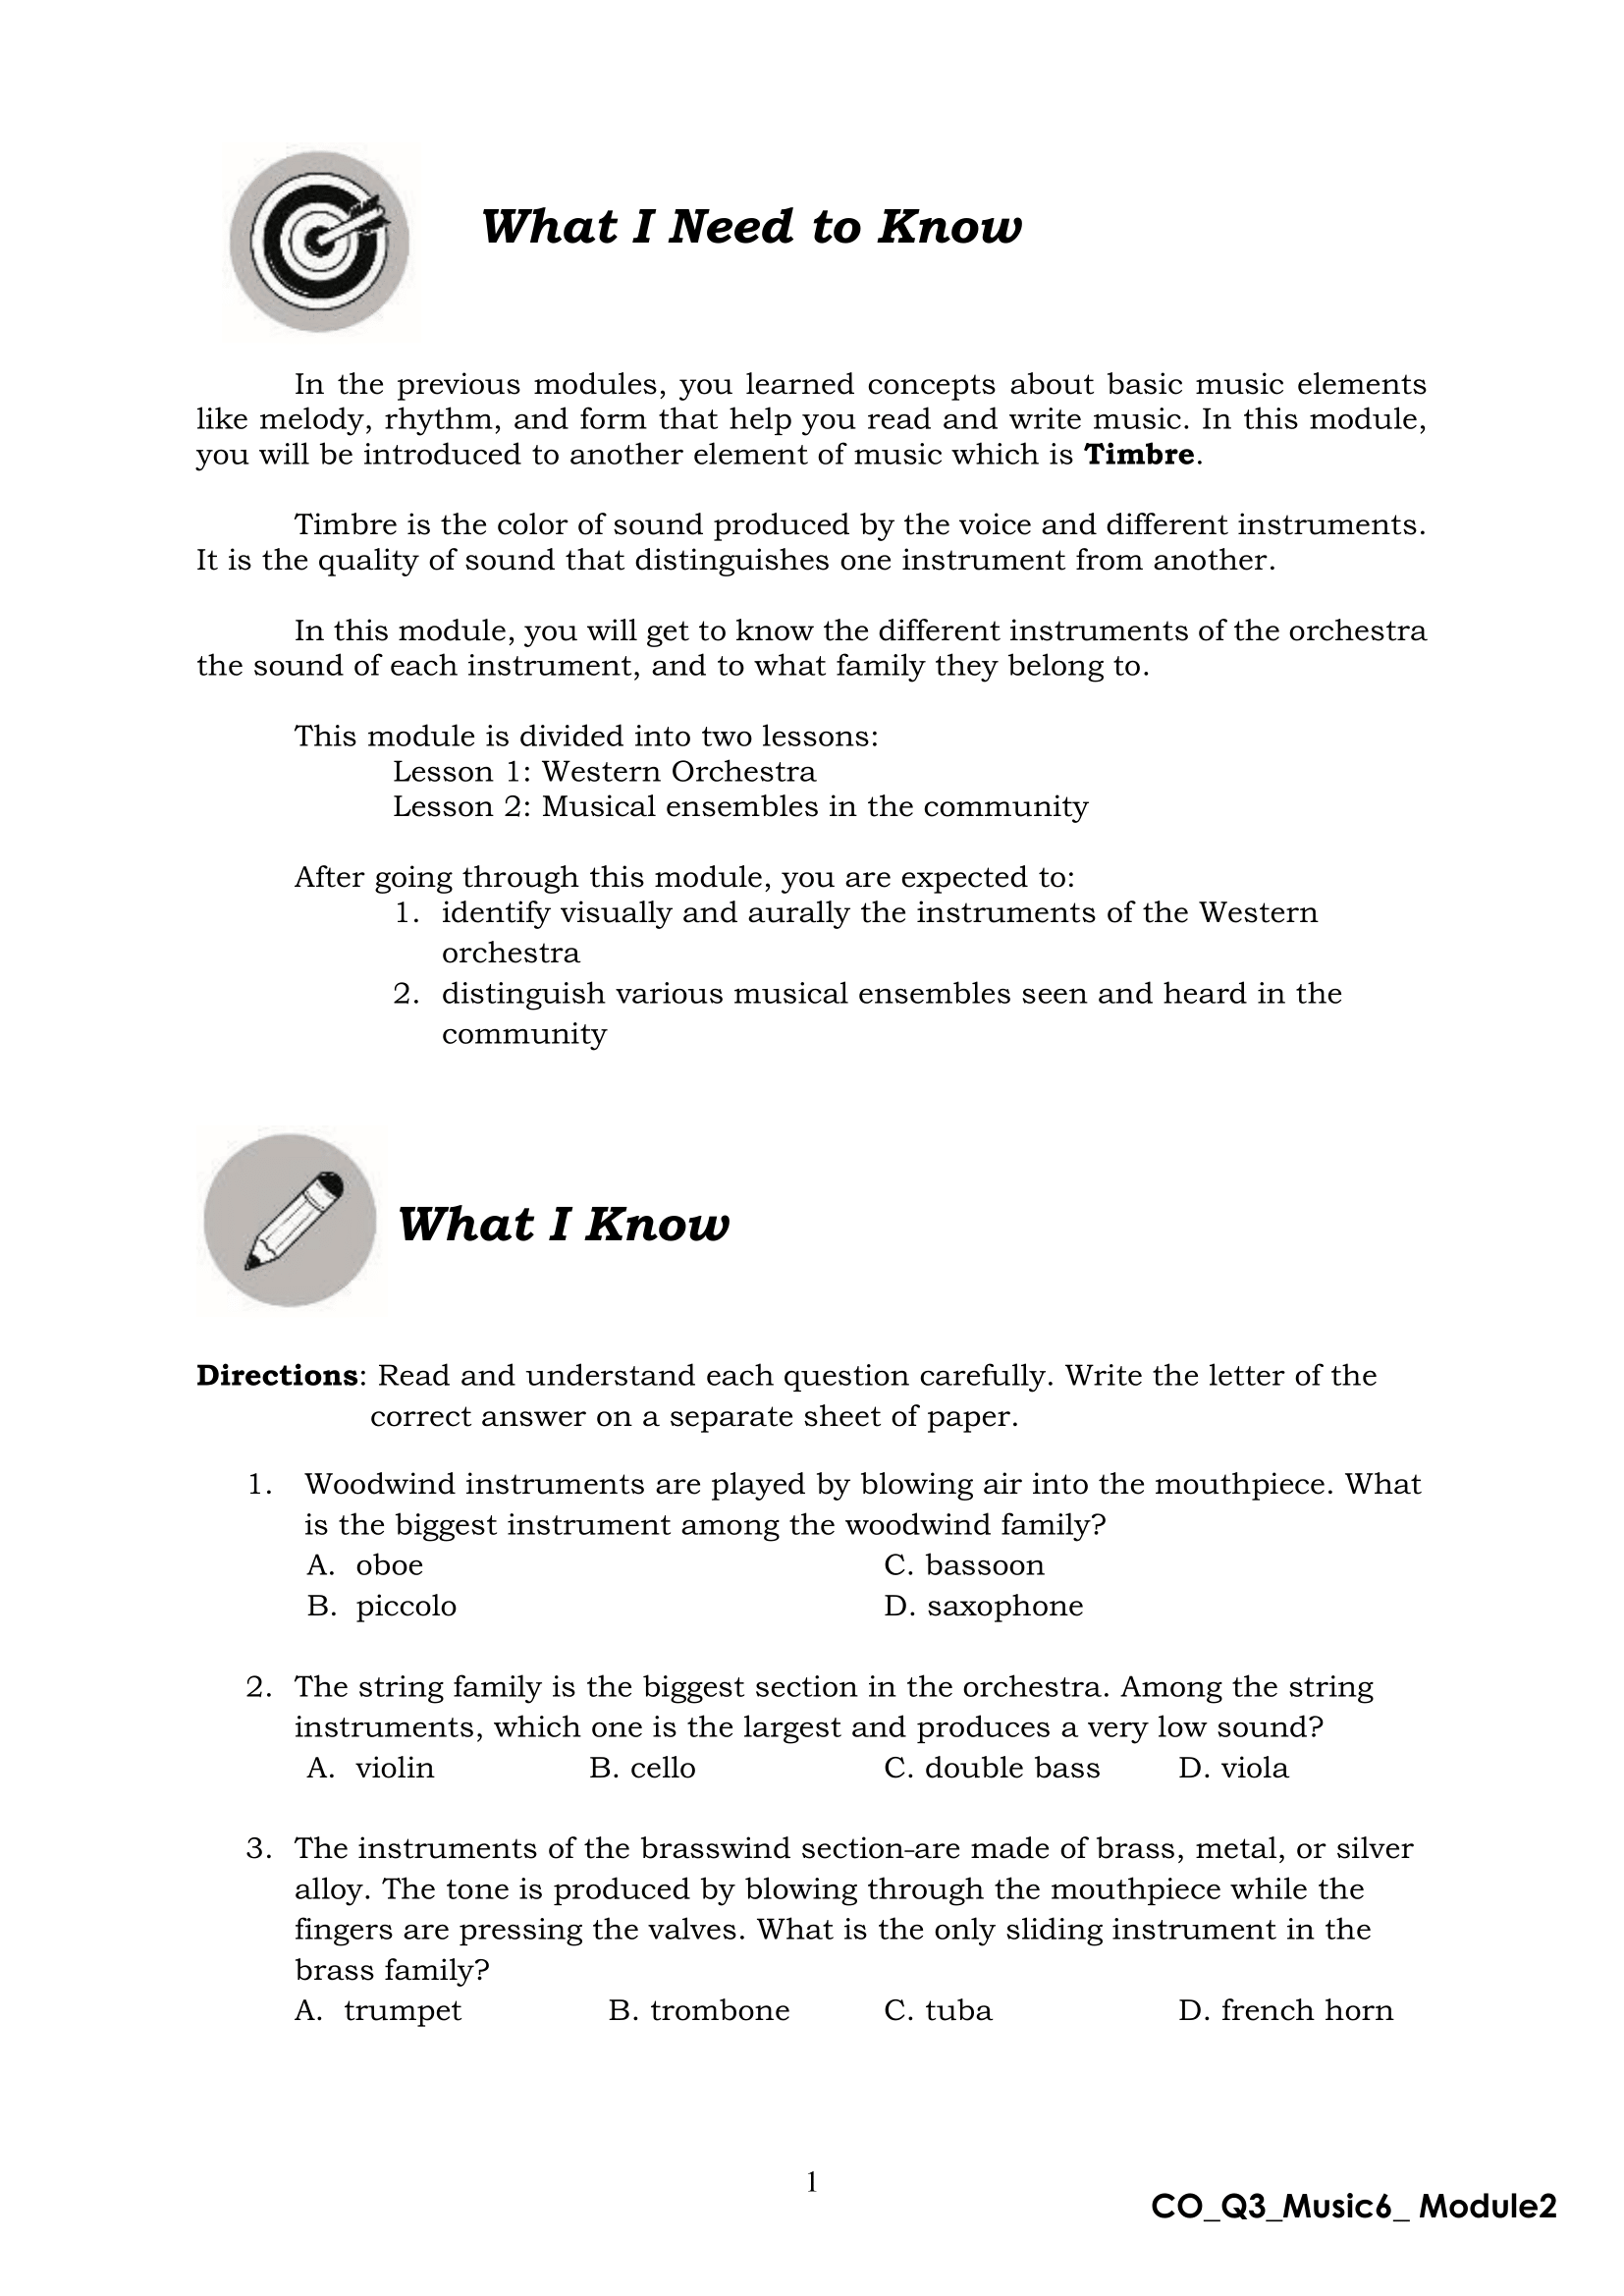 What I Need to Know
In the previous modules, you learned concepts about basic music elements
like melody, rhythm, and form that help you read and write music. In this module,
you will be introduced to another element of music which is Timbre.
Timbre is the color of sound produced by the voice and different instruments.
It is the quality of sound that distinguishes one instrument from another.
In this module, you will get to know the different instruments of the orchestra
the sound of each instrument, and to what family they belong to.
This module is divided into two lessons:
Lesson 1: Western Orchestra
Lesson 2: Musical ensembles in the community
After going through this module, you are expected to:
1. identify visually and aurally the instruments of the Western
orchestra
2. distinguish various musical ensembles seen and heard in the
community
What I Know
Directions: Read and understand each question carefully. Write the letter of the
correct answer on a separate sheet of paper.
1. Woodwind instruments are played by blowing air into the mouthpiece. What
is the biggest instrument among the woodwind family?
A. oboe C. bassoon
B. piccolo D. saxophone
2. The string family is the biggest section in the orchestra. Among the string
instruments, which one is the largest and produces a very low sound?
A. violin B. cello C. double bass D. viola
3. The instruments of the brasswind section-are made of brass, metal, or silver
alloy. The tone is produced by blowing through the mouthpiece while the
fingers are pressing the valves. What is the only sliding instrument in the
brass family?
A. trumpet B. trombone C. tuba D. french horn
1
CO_Q3_Music6_ Module2